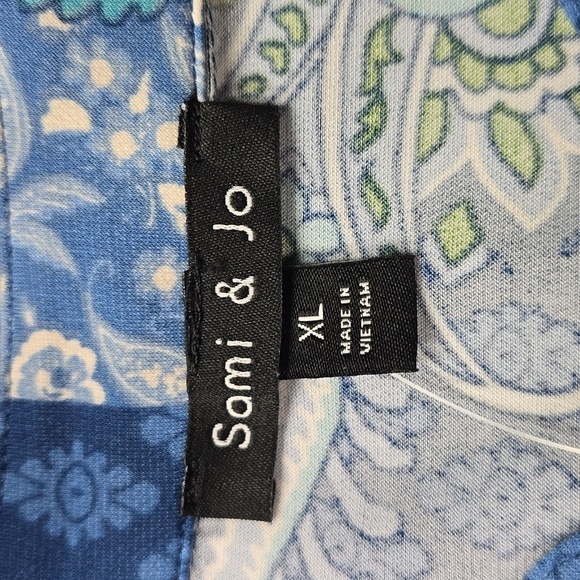 Sami & Jo
XL
MADE IN
VIETNAM